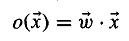 o(x⃗) = w⃗ · x⃗